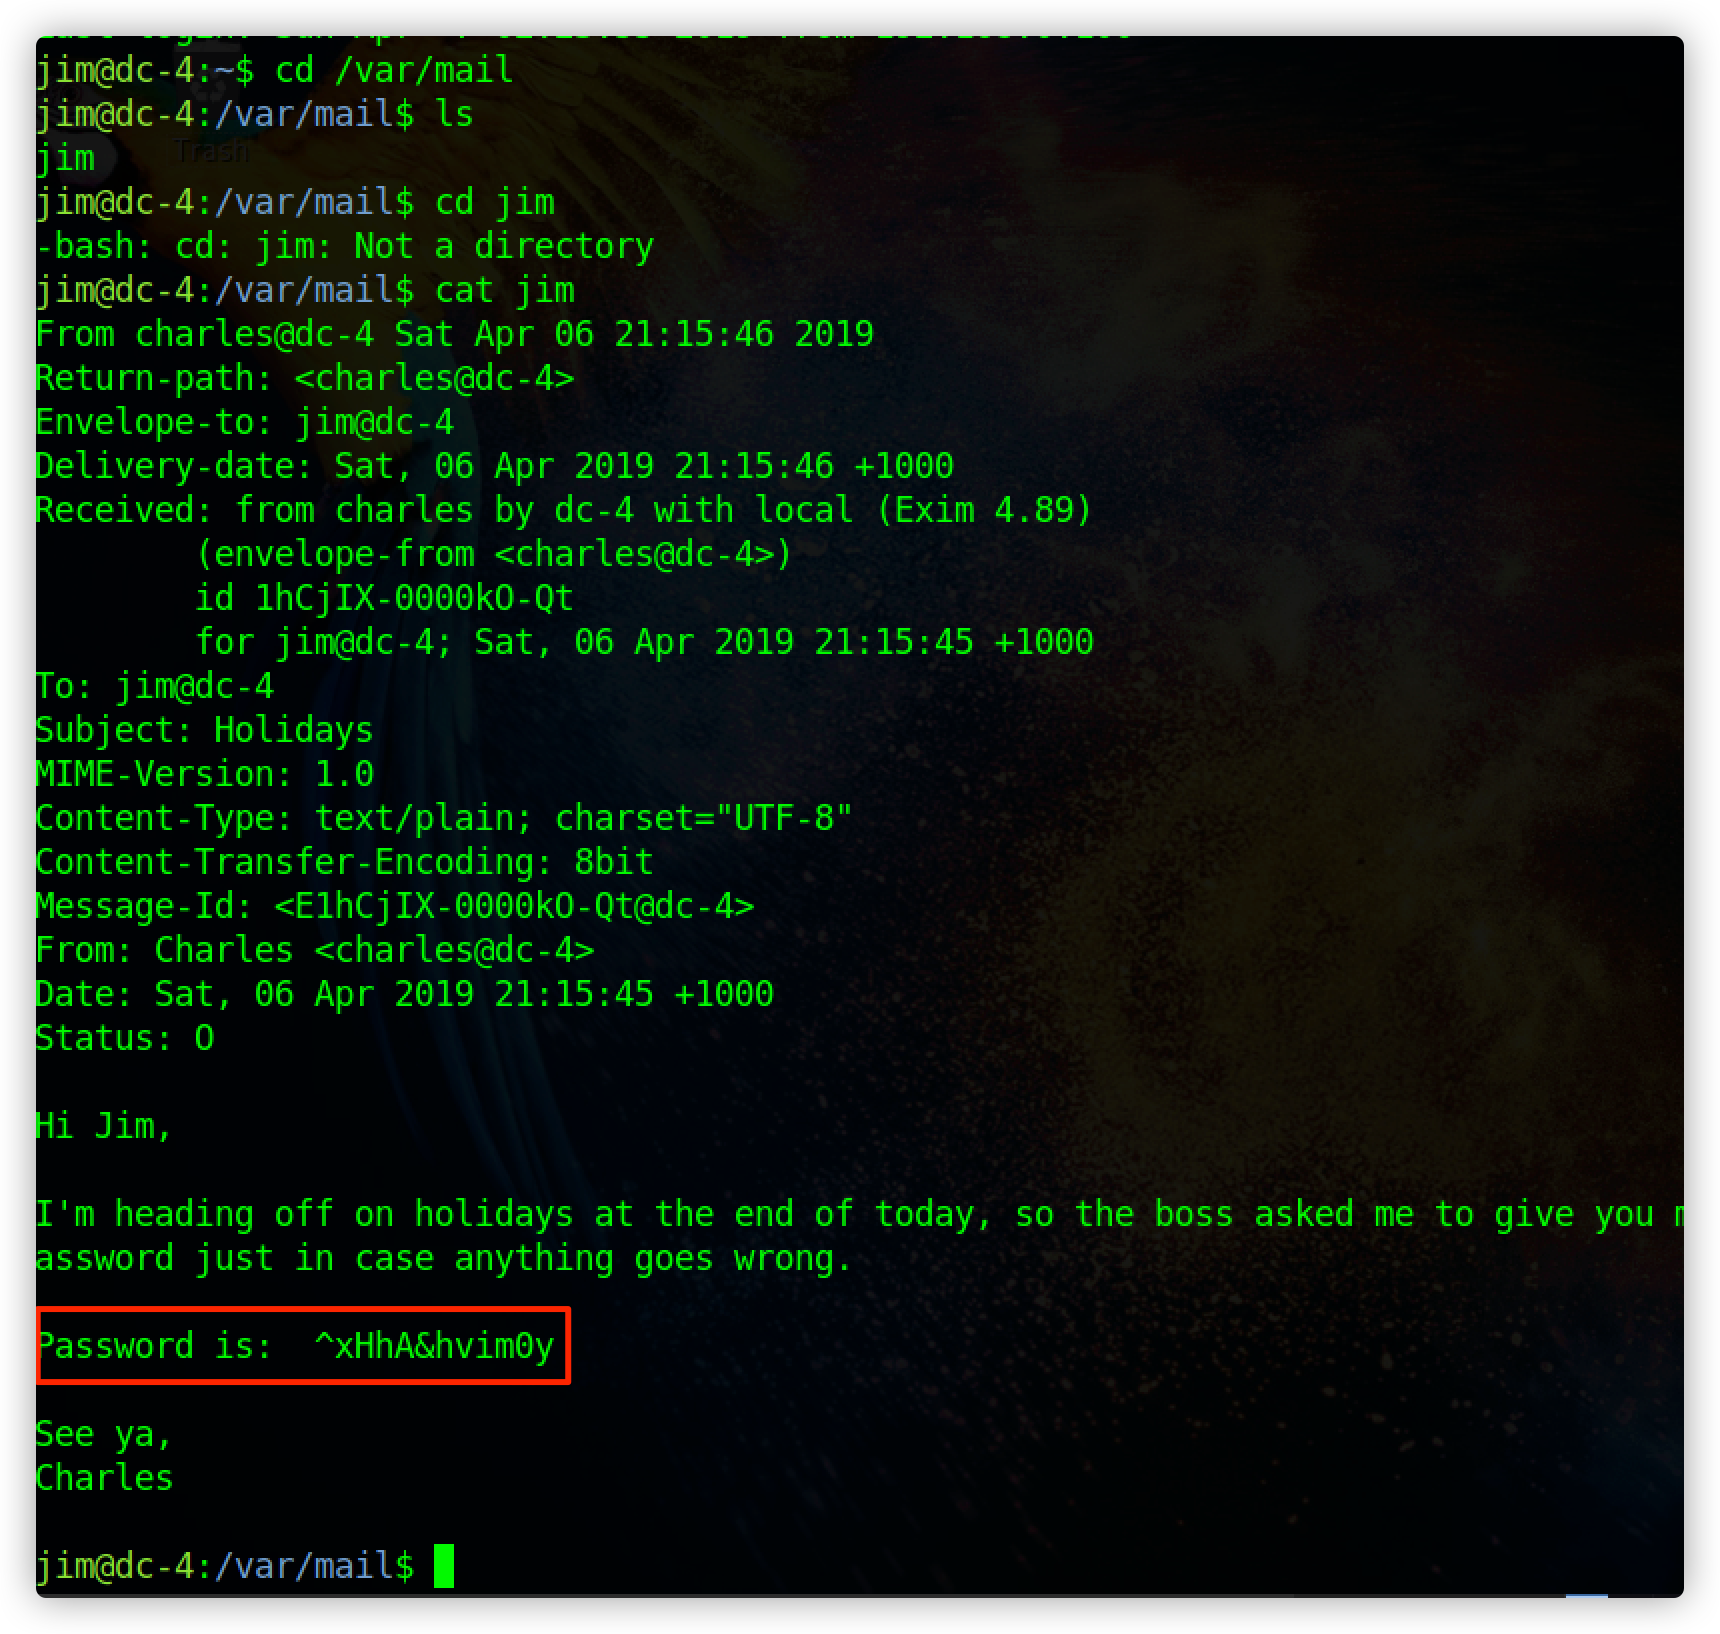 jim@dc-4:~$ cd /var/mail
jim@dc-4:/var/mail$ ls
Trash
jim
jim@dc-4:/var/mail$ cd jim
-bash: cd: jim: Not a directory
jim@dc-4:/var/mail$ cat jim
From charles@dc-4 Sat Apr 06 21:15:46 2019
Return-path: <charles@dc-4>
Envelope-to: jim@dc-4
Delivery-date: Sat, 06 Apr 2019 21:15:46 +1000
Received: from charles by dc-4 with local (Exim 4.89)
        (envelope-from <charles@dc-4>)
        id 1hCjIX-0000kO-Qt
        for jim@dc-4; Sat, 06 Apr 2019 21:15:45 +1000
To: jim@dc-4
Subject: Holidays
MIME-Version: 1.0
Content-Type: text/plain; charset="UTF-8"
Content-Transfer-Encoding: 8bit
Message-Id: <E1hCjIX-0000kO-Qt@dc-4>
From: Charles <charles@dc-4>
Date: Sat, 06 Apr 2019 21:15:45 +1000
Status: O
Hi Jim,
I'm heading off on holidays at the end of today, so the boss asked me to give you m
assword just in case anything goes wrong.
Password is:  ^xHhA&hvim0y
See ya,
Charles
jim@dc-4:/var/mail$